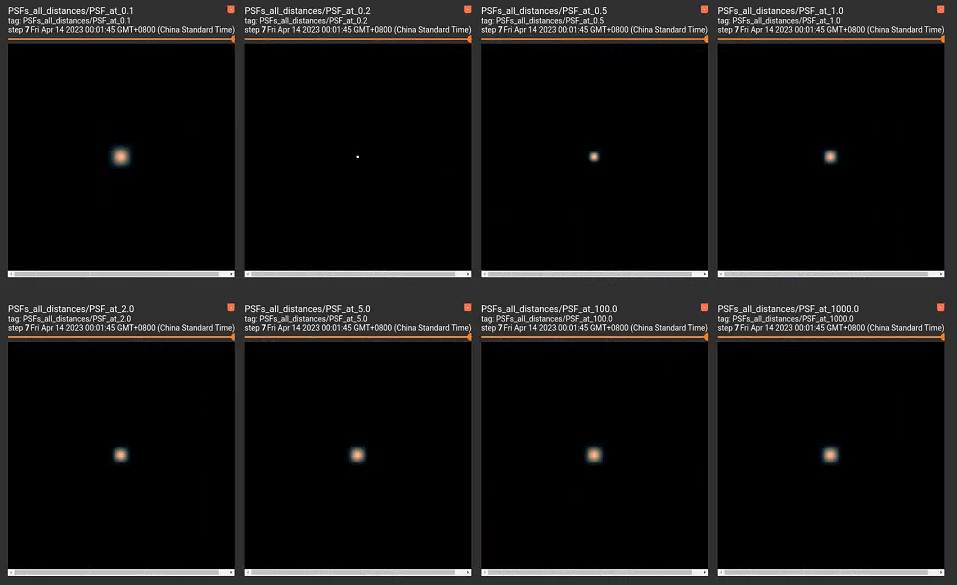 PSFs_all_distances/PSF_at_0.1
tag: PSFs_all_distances/PSF_at_0.1
step 7 Fri Apr 14 2023 00:01:45 GMT+0800 (China Standard Time)
PSFs_all_distances/PSF_at_0.2
tag: PSFs_all_distances/PSF_at_0.2
step 7 Fri Apr 14 2023 00:01:45 GMT+0800 (China Standard Time)
PSFs_all_distances/PSF_at_0.5
tag: PSFs_all_distances/PSF_at_0.5
step 7 Fri Apr 14 2023 00:01:45 GMT+0800 (China Standard Time)
PSFs_all_distances/PSF_at_1.0
tag: PSFs_all_distances/PSF_at_1.0
step 7 Fri Apr 14 2023 00:01:45 GMT+0800 (China Standard Time)
PSFs_all_distances/PSF_at_2.0
tag: PSFs_all_distances/PSF_at_2.0
step 7 Fri Apr 14 2023 00:01:45 GMT+0800 (China Standard Time)
PSFs_all_distances/PSF_at_5.0
tag: PSFs_all_distances/PSF_at_5.0
step 7 Fri Apr 14 2023 00:01:45 GMT+0800 (China Standard Time)
PSFs_all_distances/PSF_at_100.0
tag: PSFs_all_distances/PSF_at_100.0
step 7 Fri Apr 14 2023 00:01:45 GMT+0800 (China Standard Time)
PSFs_all_distances/PSF_at_1000.0
tag: PSFs_all_distances/PSF_at_1000.0
step 7 Fri Apr 14 2023 00:01:45 GMT+0800 (China Standard Time)